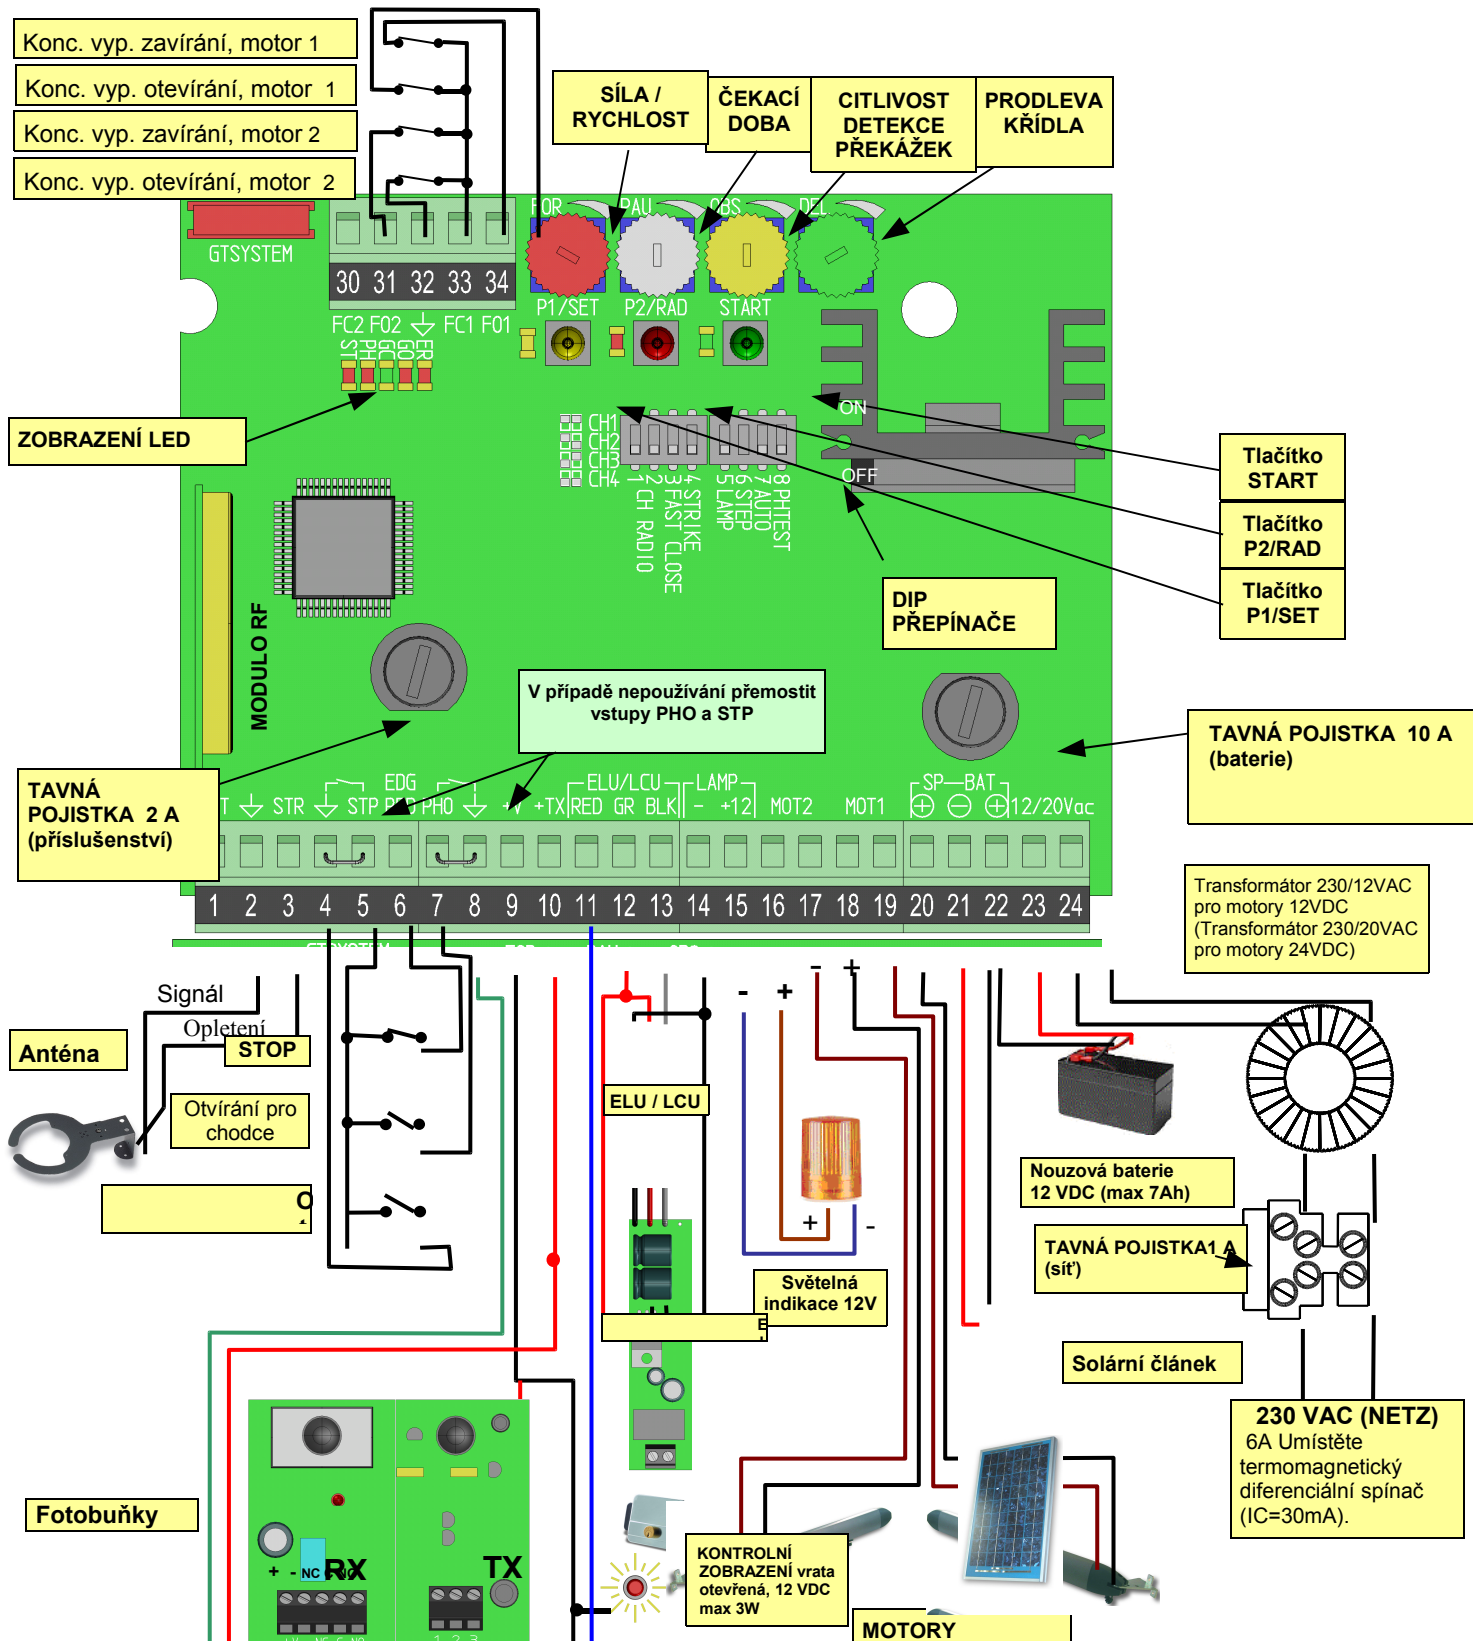 Konc. vyp. zavírání, motor 1
Konc. vyp. otevírání, motor 1
Konc. vyp. zavírání, motor 2
Konc. vyp. otevírání, motor 2
SÍLA /
RYCHLOST
ČEKACÍ
DOBA
CITLIVOST
DETEKCE
PŘEKÁŽEK
PRODLEVA
KŘÍDLA
FOR
PAU
OBS
DEL
GTSYSTEM
30 31 32 33 34
FC2 FO2 FC1 FO1
P1/SET
P2/RAD
START
ST
PH
GC
GO
ER
ZOBRAZENÍ LED
CH1
CH2
CH3
CH4
ON
OFF
1
2 CH RADIO
3 FAST CLOSE
4 STRIKE
5 LAMP
6 STEP
7 AUTO
8 PHTEST
Tlačítko
START
Tlačítko
P2/RAD
Tlačítko
P1/SET
DIP
PŘEPÍNAČE
MODULO RF
V případě nepoužívání přemostit
vstupy PHO a STP
TAVNÁ POJISTKA 10 A
(baterie)
TAVNÁ
POJISTKA 2 A
(příslušenství)
EDG
ELU/LCU
LAMP
SP—BAT
STR
STP
PED
PHO
+V
+TX
RED GR BLK
- +12
MOT2
MOT1
+ - +
12/20Vac
1 2 3 4 5 6 7 8 9 10 11 12 13 14 15 16 17 18 19 20 21 22 23 24
GTSYSTEM
Transformátor 230/12VAC
pro motory 12VDC
(Transformátor 230/20VAC
pro motory 24VDC)
Signál
Opletení
Anténa
STOP
Otvírání pro
chodce
O
- +
- +
ELU / LCU
+ -
Nouzová baterie
12 VDC (max 7Ah)
TAVNÁ POJISTKA1 A
(síť)
Světelná
indikace 12V
E
Solární článek
230 VAC (NETZ)
6A Umístěte
termomagnetický
diferenciální spínač
(IC=30mA).
Fotobuňky
+ - NC C NO
RX
TX
1 2 3
KONTROLNÍ
ZOBRAZENÍ vrata
otevřená, 12 VDC
max 3W
MOTORY